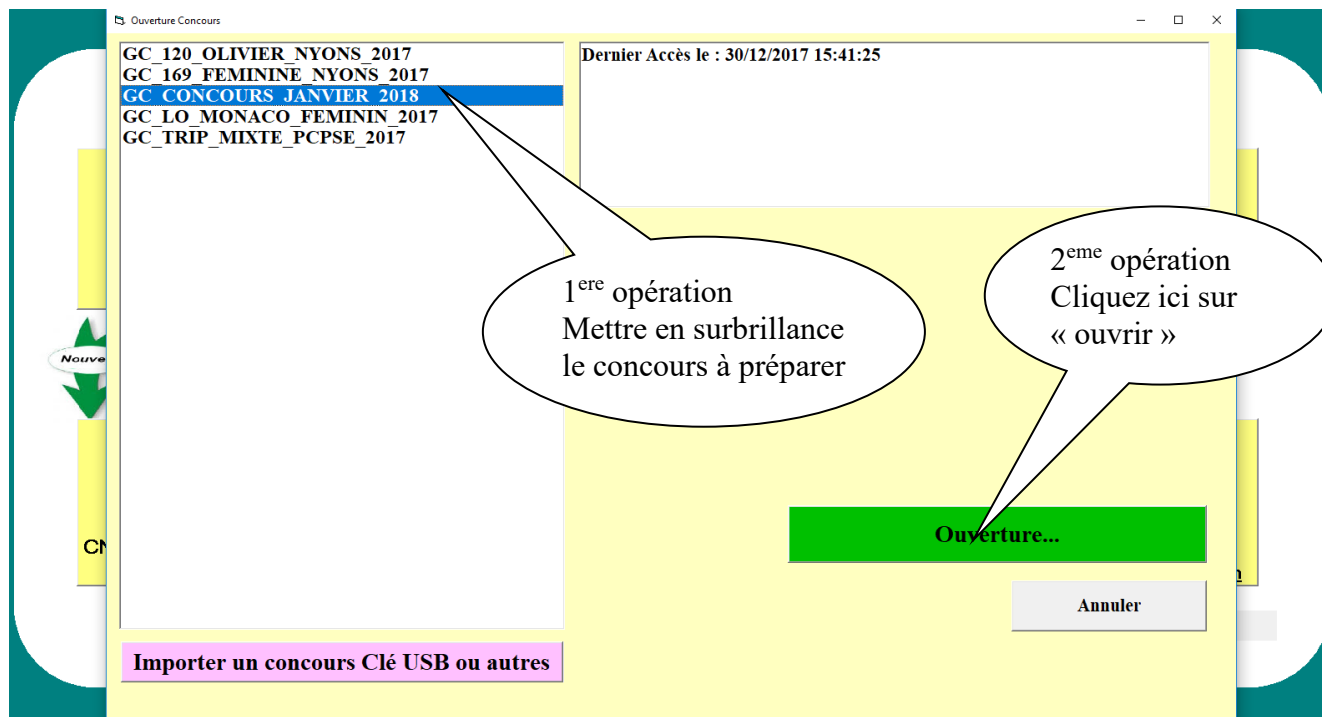 Ouverture Concours
GC_120_OLIVIER_NYONS_2017
GC_169_FEMININE_NYONS_2017
GC_CONCOURS_JANVIER_2018
GC_LO_MONACO_FEMININ_2017
GC_TRIP_MIXTE_PCPSE_2017
Dernier Accès le : 30/12/2017 15:41:25
1ere opération
Mettre en surbrillance
le concours à préparer
2eme opération
Cliquez ici sur
« ouvrir »
Ouverture...
Annuler
Importer un concours Clé USB ou autres